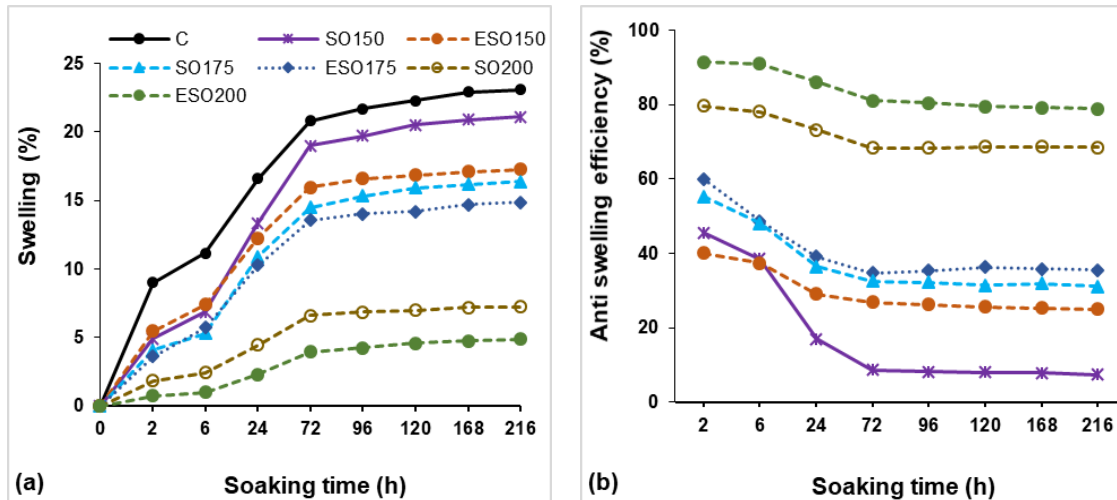 C SO150 ESO150
SO175 ESO175 SO200
ESO200
Swelling (%)
25
20
15
10
5
0
0 2 6 24 72 96 120 168 216
(a) Soaking time (h)
Anti swelling efficiency (%)
100
80
60
40
20
0
2 6 24 72 96 120 168 216
(b) Soaking time (h)